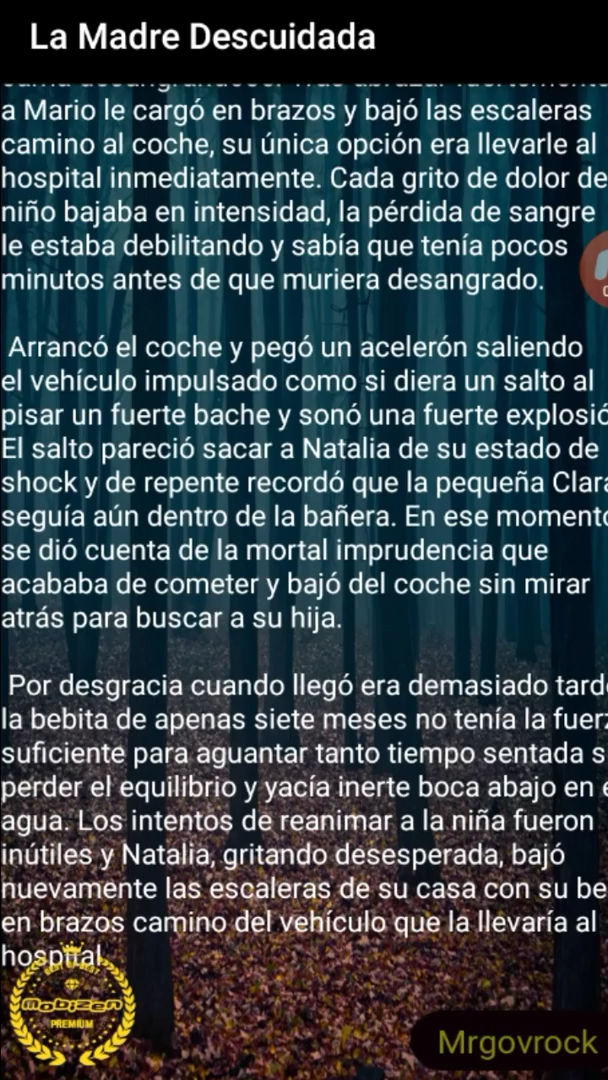 La Madre Descuidada
a Mario le cargó en brazos y bajó las escaleras
camino al coche, su única opción era llevarle al
hospital inmediatamente. Cada grito de dolor de
niño bajaba en intensidad, la pérdida de sangre
le estaba debilitando y sabía que tenía pocos
minutos antes de que muriera desangrado.
Arrancó el coche y pegó un acelerón saliendo
el vehículo impulsado como si diera un salto al
pisar un fuerte bache y sonó una fuerte explosió
El salto pareció sacar a Natalia de su estado de
shock y de repente recordó que la pequeña Clara
seguía aún dentro de la bañera. En ese momento
se dió cuenta de la mortal imprudencia que
acababa de cometer y bajó del coche sin mirar
atrás para buscar a su hija.
Por desgracia cuando llegó era demasiado tard
la bebita de apenas siete meses no tenía la fuer
suficiente para aguantar tanto tiempo sentada s
perder el equilibrio y yacía inerte boca abajo en e
agua. Los intentos de reanimar a la niña fueron
inútiles y Natalia, gritando desesperada, bajó
nuevamente las escaleras de su casa con su be
en brazos camino del vehículo que la llevaría al
hospital
Mobizen
PREMIUM
Mrgovrock